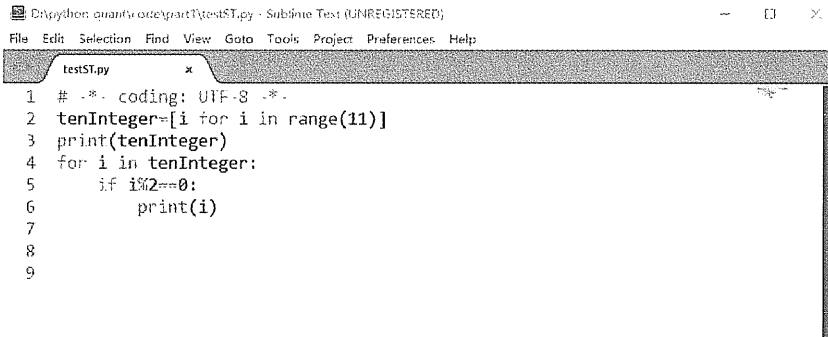 D:\python quant\code\part1\testST.py - Sublime Text (UNREGISTERED)
File Edit Selection Find View Goto Tools Project Preferences Help
testST.py x
1 # -*- coding: UTF-8 -*-
2 tenInteger=[i for i in range(11)]
3 print(tenInteger)
4 for i in tenInteger:
5     if i%2==0:
6         print(i)
7
8
9